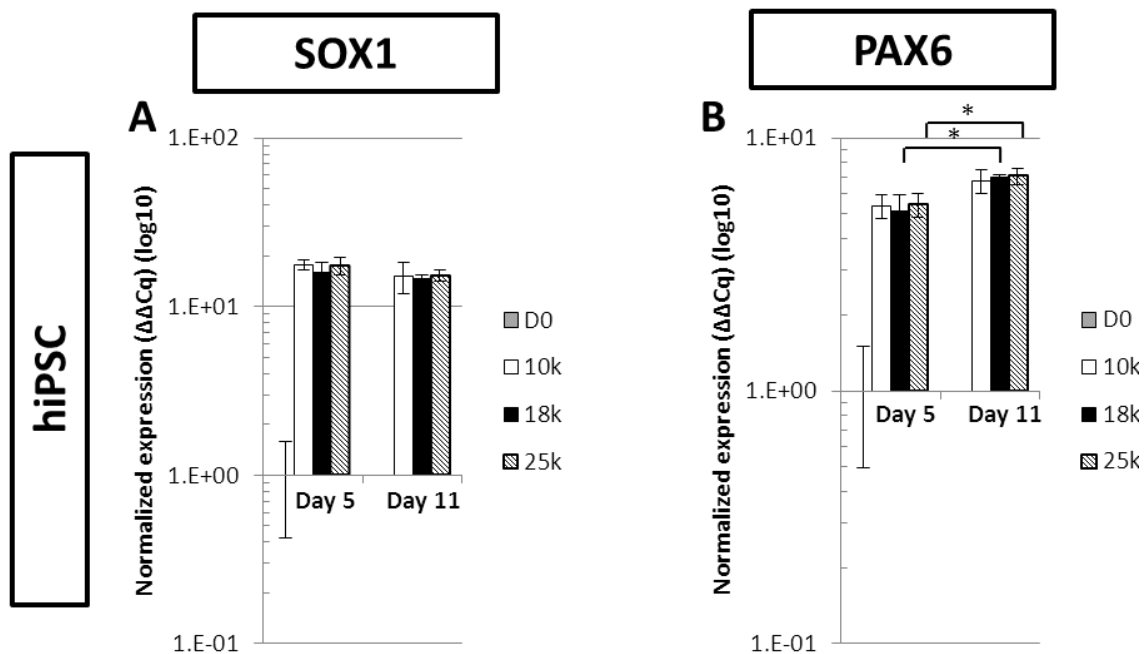 SOX1
PAX6
hiPSC
A
Normalized expression (ΔΔCq) (log10)
1.E+02
1.E+01
1.E+00
1.E-01
Day 5
Day 11
D0
10k
18k
25k
B
Normalized expression (ΔΔCq) (log10)
1.E+01
1.E+00
1.E-01
*
*
Day 5
Day 11
D0
10k
18k
25k